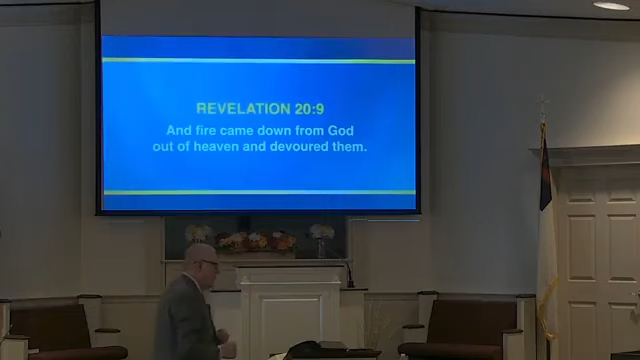 REVELATION 20:9
And fire came down from God
out of heaven and devoured them.